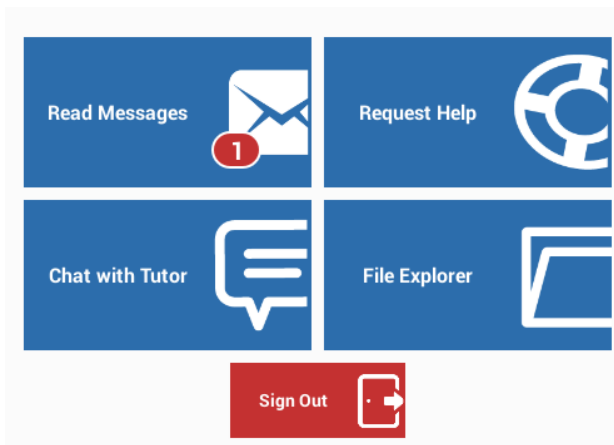 Read Messages
1
Request Help
Chat with Tutor
File Explorer
Sign Out